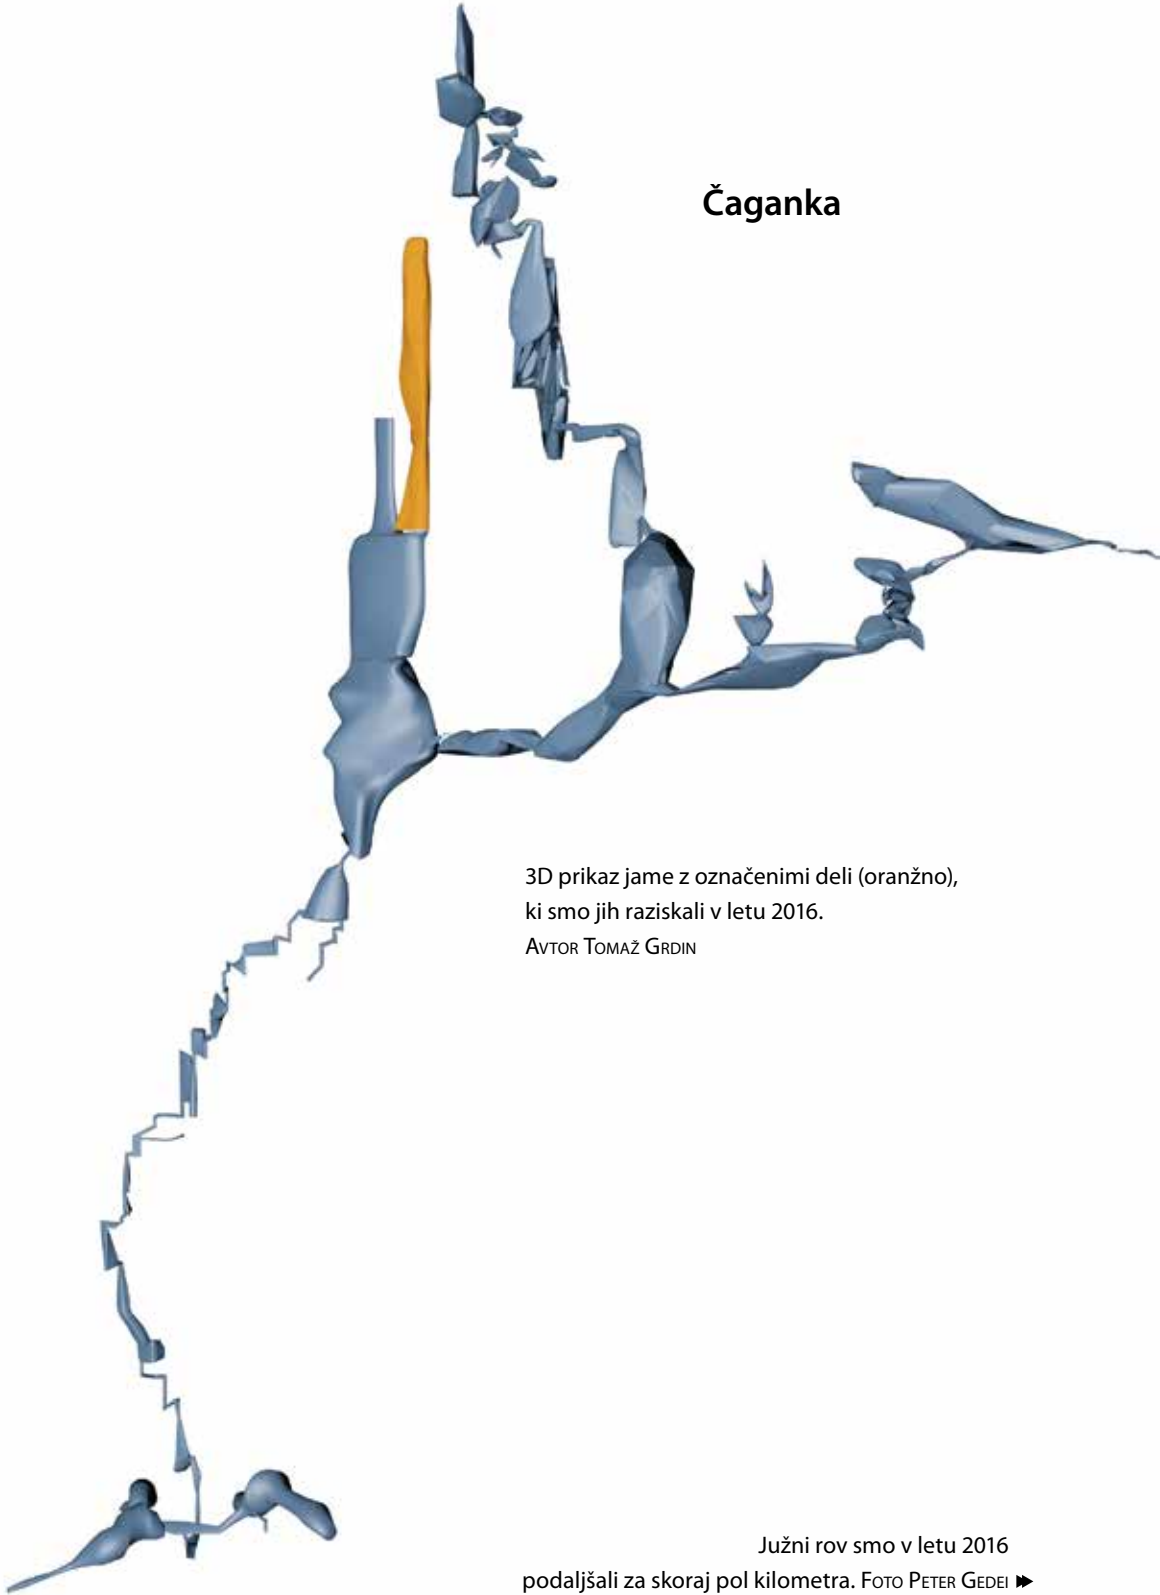 Čaganka
3D prikaz jame z označenimi deli (oranžno),
ki smo jih raziskali v letu 2016.
Avtor Tomaž Grdin
Južni rov smo v letu 2016
podaljšali za skoraj pol kilometra. Foto Peter Gedei